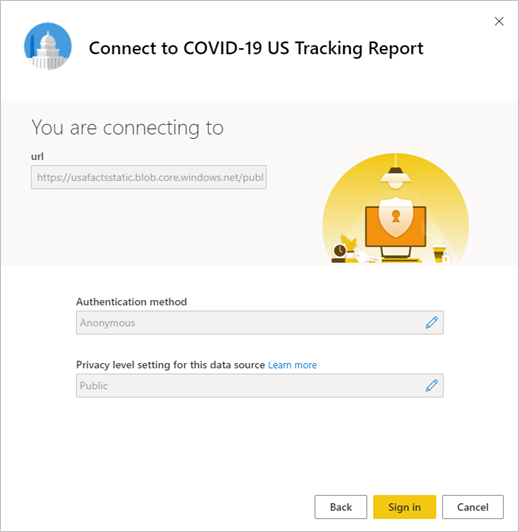 Connect to COVID-19 US Tracking Report
You are connecting to
url
https://usafactsstatic.blob.core.windows.net/publ
Authentication method
Anonymous
Privacy level setting for this data source Learn more
Public
Back Sign in Cancel